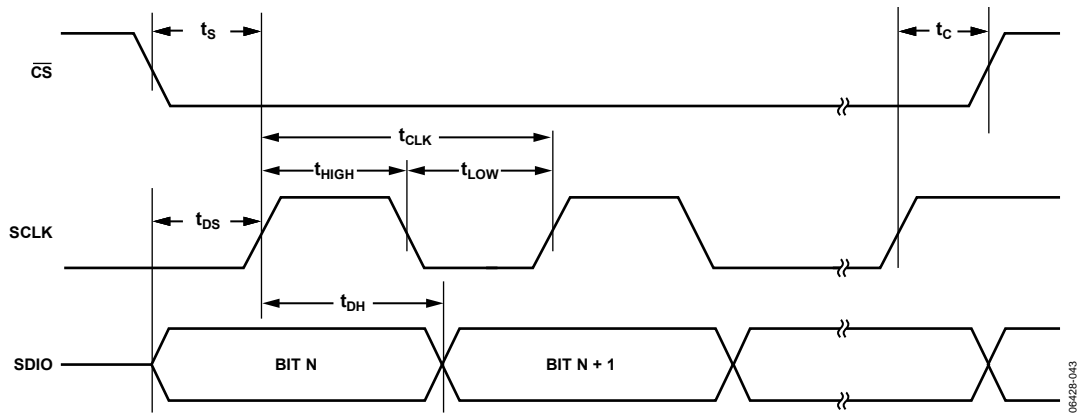 tS
tC
CS
tCLK
tHIGH
tLOW
tDS
SCLK
tDH
SDIO
BIT N
BIT N + 1
06428-043